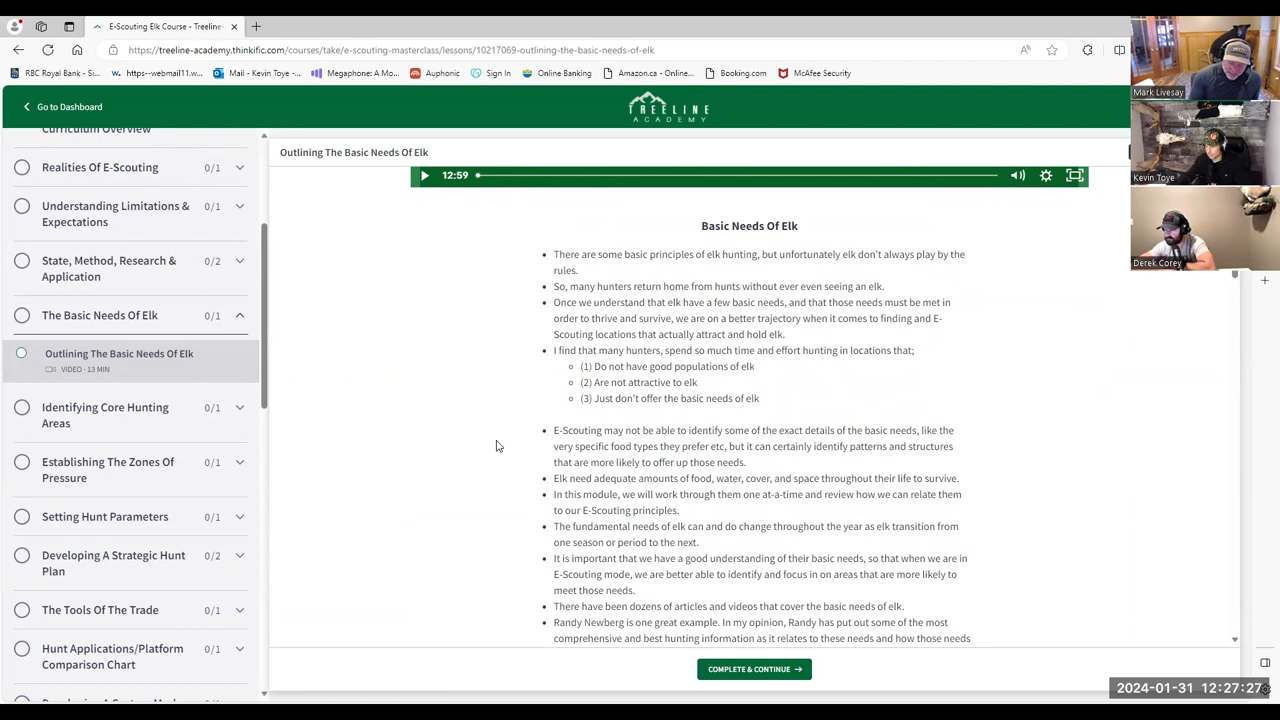 E-Scouting Elk Course - Treeline-
https://treeline-academy.thinkific.com/courses/take/e-scouting-masterclass/lessons/10217069-outlining-the-basic-needs-of-elk
RBC Royal Bank - Si...
https--webmail11.w...
Mail - Kevin Toye -...
Megaphone: A Mo...
Auphonic
Sign In
Online Banking
Amazon.ca - Online...
Booking.com
McAfee Security
Mark Livesay
Kevin Toye
Derek Corey
Go to Dashboard
TREELINE
ACADEMY
Curriculum Overview
Realities Of E-Scouting 0/1
Understanding Limitations & 0/1
Expectations
State, Method, Research & 0/2
Application
The Basic Needs Of Elk 0/1
Outlining The Basic Needs Of Elk
VIDEO · 13 MIN
Identifying Core Hunting 0/1
Areas
Establishing The Zones Of 0/1
Pressure
Setting Hunt Parameters 0/1
Developing A Strategic Hunt 0/2
Plan
The Tools Of The Trade 0/1
Hunt Applications/Platform 0/1
Comparison Chart
Outlining The Basic Needs Of Elk
12:59
Basic Needs Of Elk
• There are some basic principles of elk hunting, but unfortunately elk don't always play by the
rules.
• So, many hunters return home from hunts without ever even seeing an elk.
• Once we understand that elk have a few basic needs, and that those needs must be met in
order to thrive and survive, we are on a better trajectory when it comes to finding and E-
Scouting locations that actually attract and hold elk.
• I find that many hunters, spend so much time and effort hunting in locations that;
(1) Do not have good populations of elk
(2) Are not attractive to elk
(3) Just don't offer the basic needs of elk
• E-Scouting may not be able to identify some of the exact details of the basic needs, like the
very specific food types they prefer etc, but it can certainly identify patterns and structures
that are more likely to offer up those needs.
• Elk need adequate amounts of food, water, cover, and space throughout their life to survive.
• In this module, we will work through them one at-a-time and review how we can relate them
to our E-Scouting principles.
• The fundamental needs of elk can and do change throughout the year as elk transition from
one season or period to the next.
• It is important that we have a good understanding of their basic needs, so that when we are in
E-Scouting mode, we are better able to identify and focus in on areas that are more likely to
meet those needs.
• There have been dozens of articles and videos that cover the basic needs of elk.
• Randy Newberg is one great example. In my opinion, Randy has put out some of the most
comprehensive and best hunting information as it relates to these needs and how those needs
COMPLETE & CONTINUE →
2024-01-31 12:27:27